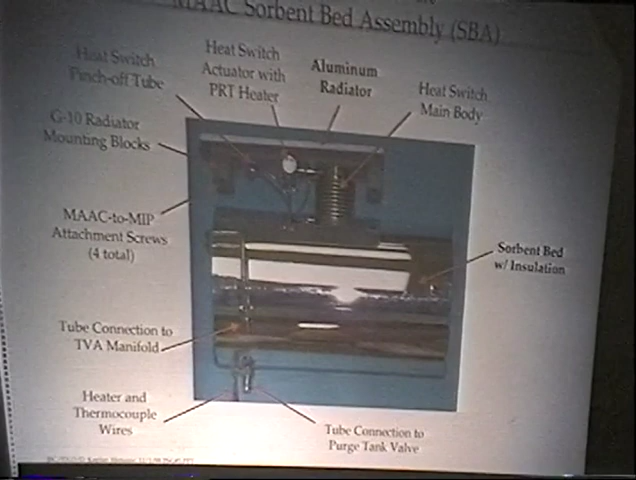 MAAC Sorbent Bed Assembly (SBA)
Heat Switch
Pinch-off Tube
Heat Switch
Actuator with
PRT Heater
Aluminum
Radiator
Heat Switch
Main Body
G-10 Radiator
Mounting Blocks
MAAC-to-MIP
Attachment Screws
(4 total)
Sorbent Bed
w/ Insulation
Tube Connection to
TVA Manifold
Heater and
Thermocouple
Wires
Tube Connection to
Purge Tank Valve